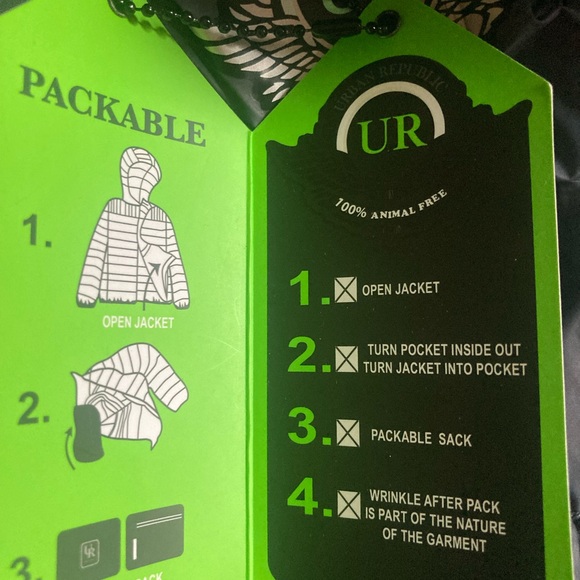 PACKABLE
1.
OPEN JACKET
2.
3.
UR
URBAN REPUBLIC
UR
100% ANIMAL FREE
1. OPEN JACKET
2. TURN POCKET INSIDE OUT
TURN JACKET INTO POCKET
3. PACKABLE SACK
4. WRINKLE AFTER PACK
IS PART OF THE NATURE
OF THE GARMENT